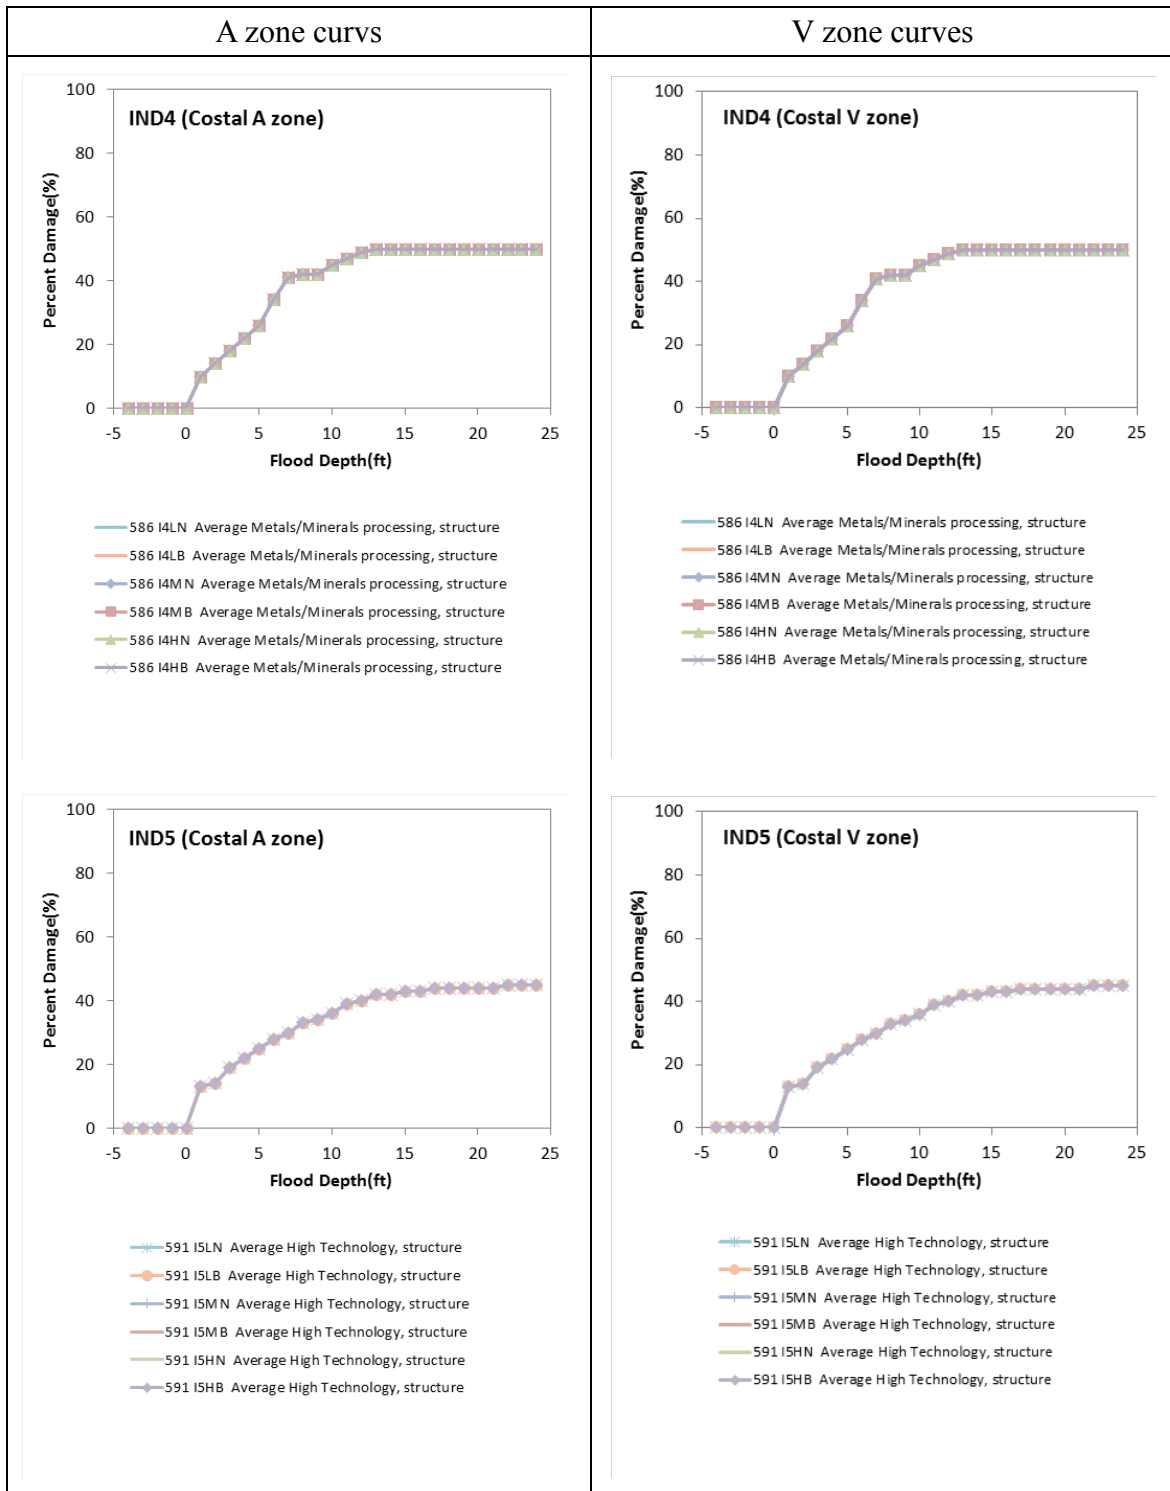 A zone curvs
V zone curves
IND4 (Costal A zone)
100
80
60
40
20
0
-5 0 5 10 15 20 25
Percent Damage(%)
Flood Depth(ft)
586 I4LN Average Metals/Minerals processing, structure
586 I4LB Average Metals/Minerals processing, structure
586 I4MN Average Metals/Minerals processing, structure
586 I4MB Average Metals/Minerals processing, structure
586 I4HN Average Metals/Minerals processing, structure
586 I4HB Average Metals/Minerals processing, structure
IND4 (Costal V zone)
100
80
60
40
20
0
-5 0 5 10 15 20 25
Percent Damage(%)
Flood Depth(ft)
586 I4LN Average Metals/Minerals processing, structure
586 I4LB Average Metals/Minerals processing, structure
586 I4MN Average Metals/Minerals processing, structure
586 I4MB Average Metals/Minerals processing, structure
586 I4HN Average Metals/Minerals processing, structure
586 I4HB Average Metals/Minerals processing, structure
IND5 (Costal A zone)
100
80
60
40
20
0
-5 0 5 10 15 20 25
Percent Damage(%)
Flood Depth(ft)
591 I5LN Average High Technology, structure
591 I5LB Average High Technology, structure
591 I5MN Average High Technology, structure
591 I5MB Average High Technology, structure
591 I5HN Average High Technology, structure
591 I5HB Average High Technology, structure
IND5 (Costal V zone)
100
80
60
40
20
0
-5 0 5 10 15 20 25
Percent Damage(%)
Flood Depth(ft)
591 I5LN Average High Technology, structure
591 I5LB Average High Technology, structure
591 I5MN Average High Technology, structure
591 I5MB Average High Technology, structure
591 I5HN Average High Technology, structure
591 I5HB Average High Technology, structure